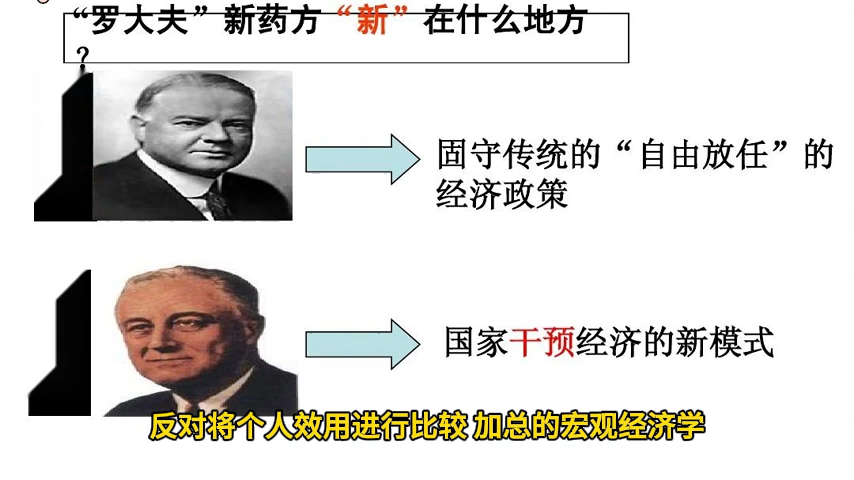 “罗大夫”新药方“新”在什么地方
？
固守传统的“自由放任”的
经济政策
国家干预经济的新模式
反对将个人效用进行比较 加总的宏观经济学